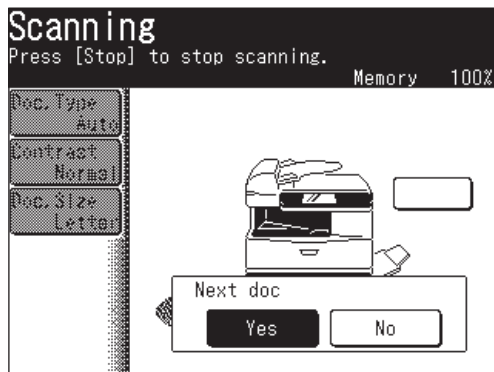 Scanning
Press [Stop] to stop scanning.
Memory 100%
Doc. Type
Auto
Contrast
Normal
Doc. Size
Letter
Next doc
Yes No